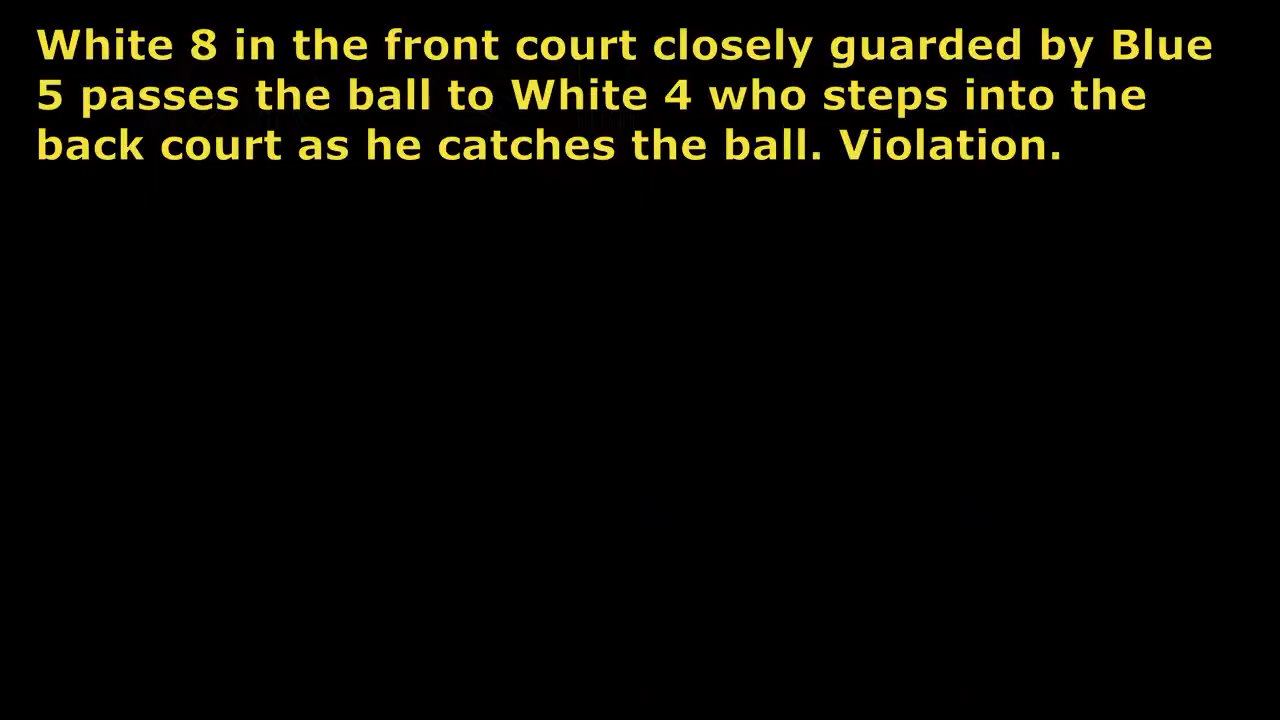 White 8 in the front court closely guarded by Blue
5 passes the ball to White 4 who steps into the
back court as he catches the ball. Violation.